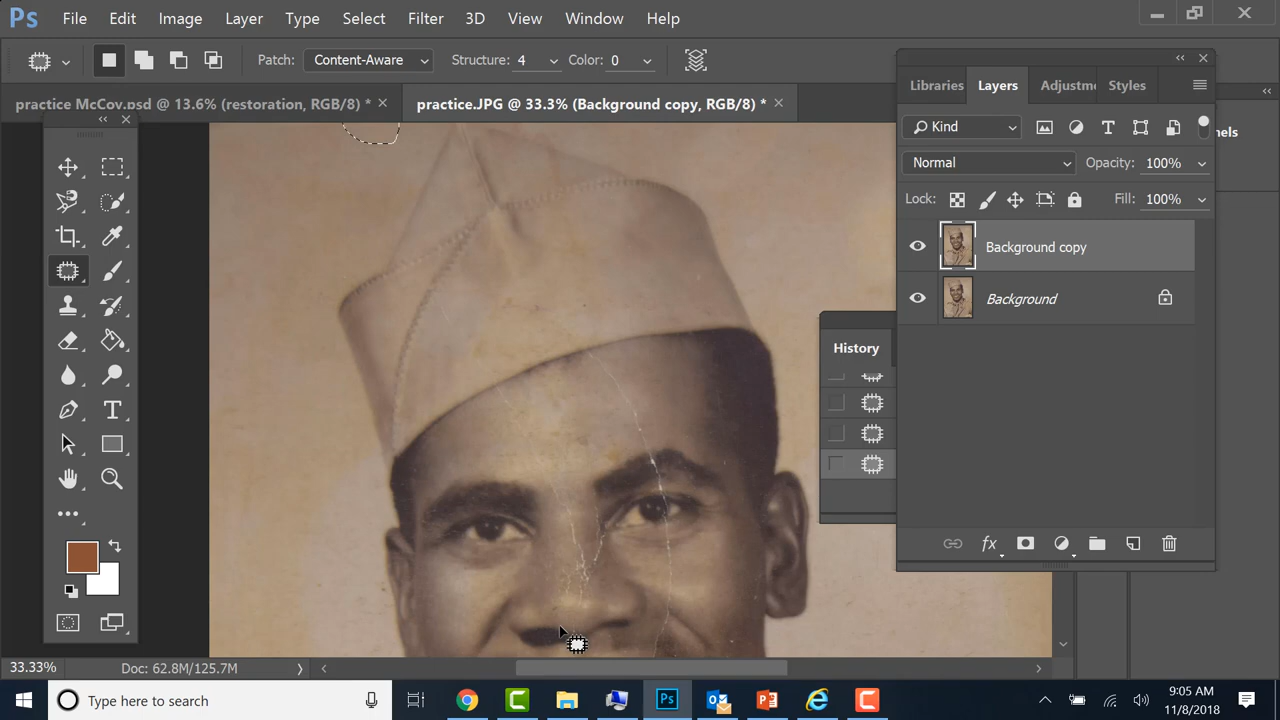 Ps File Edit Image Layer Type Select Filter 3D View Window Help
Patch: Content-Aware Structure: 4 Color: 0
practice McCoy.psd @ 13.6% (restoration, RGB/8) *
practice.JPG @ 33.3% (Background copy, RGB/8) *
Libraries Layers Adjustme Styles
Kind
Normal Opacity: 100%
Lock: Fill: 100%
Background copy
Background
History
fx
33.33% Doc: 62.8M/125.7M
Type here to search
9:05 AM
11/8/2018